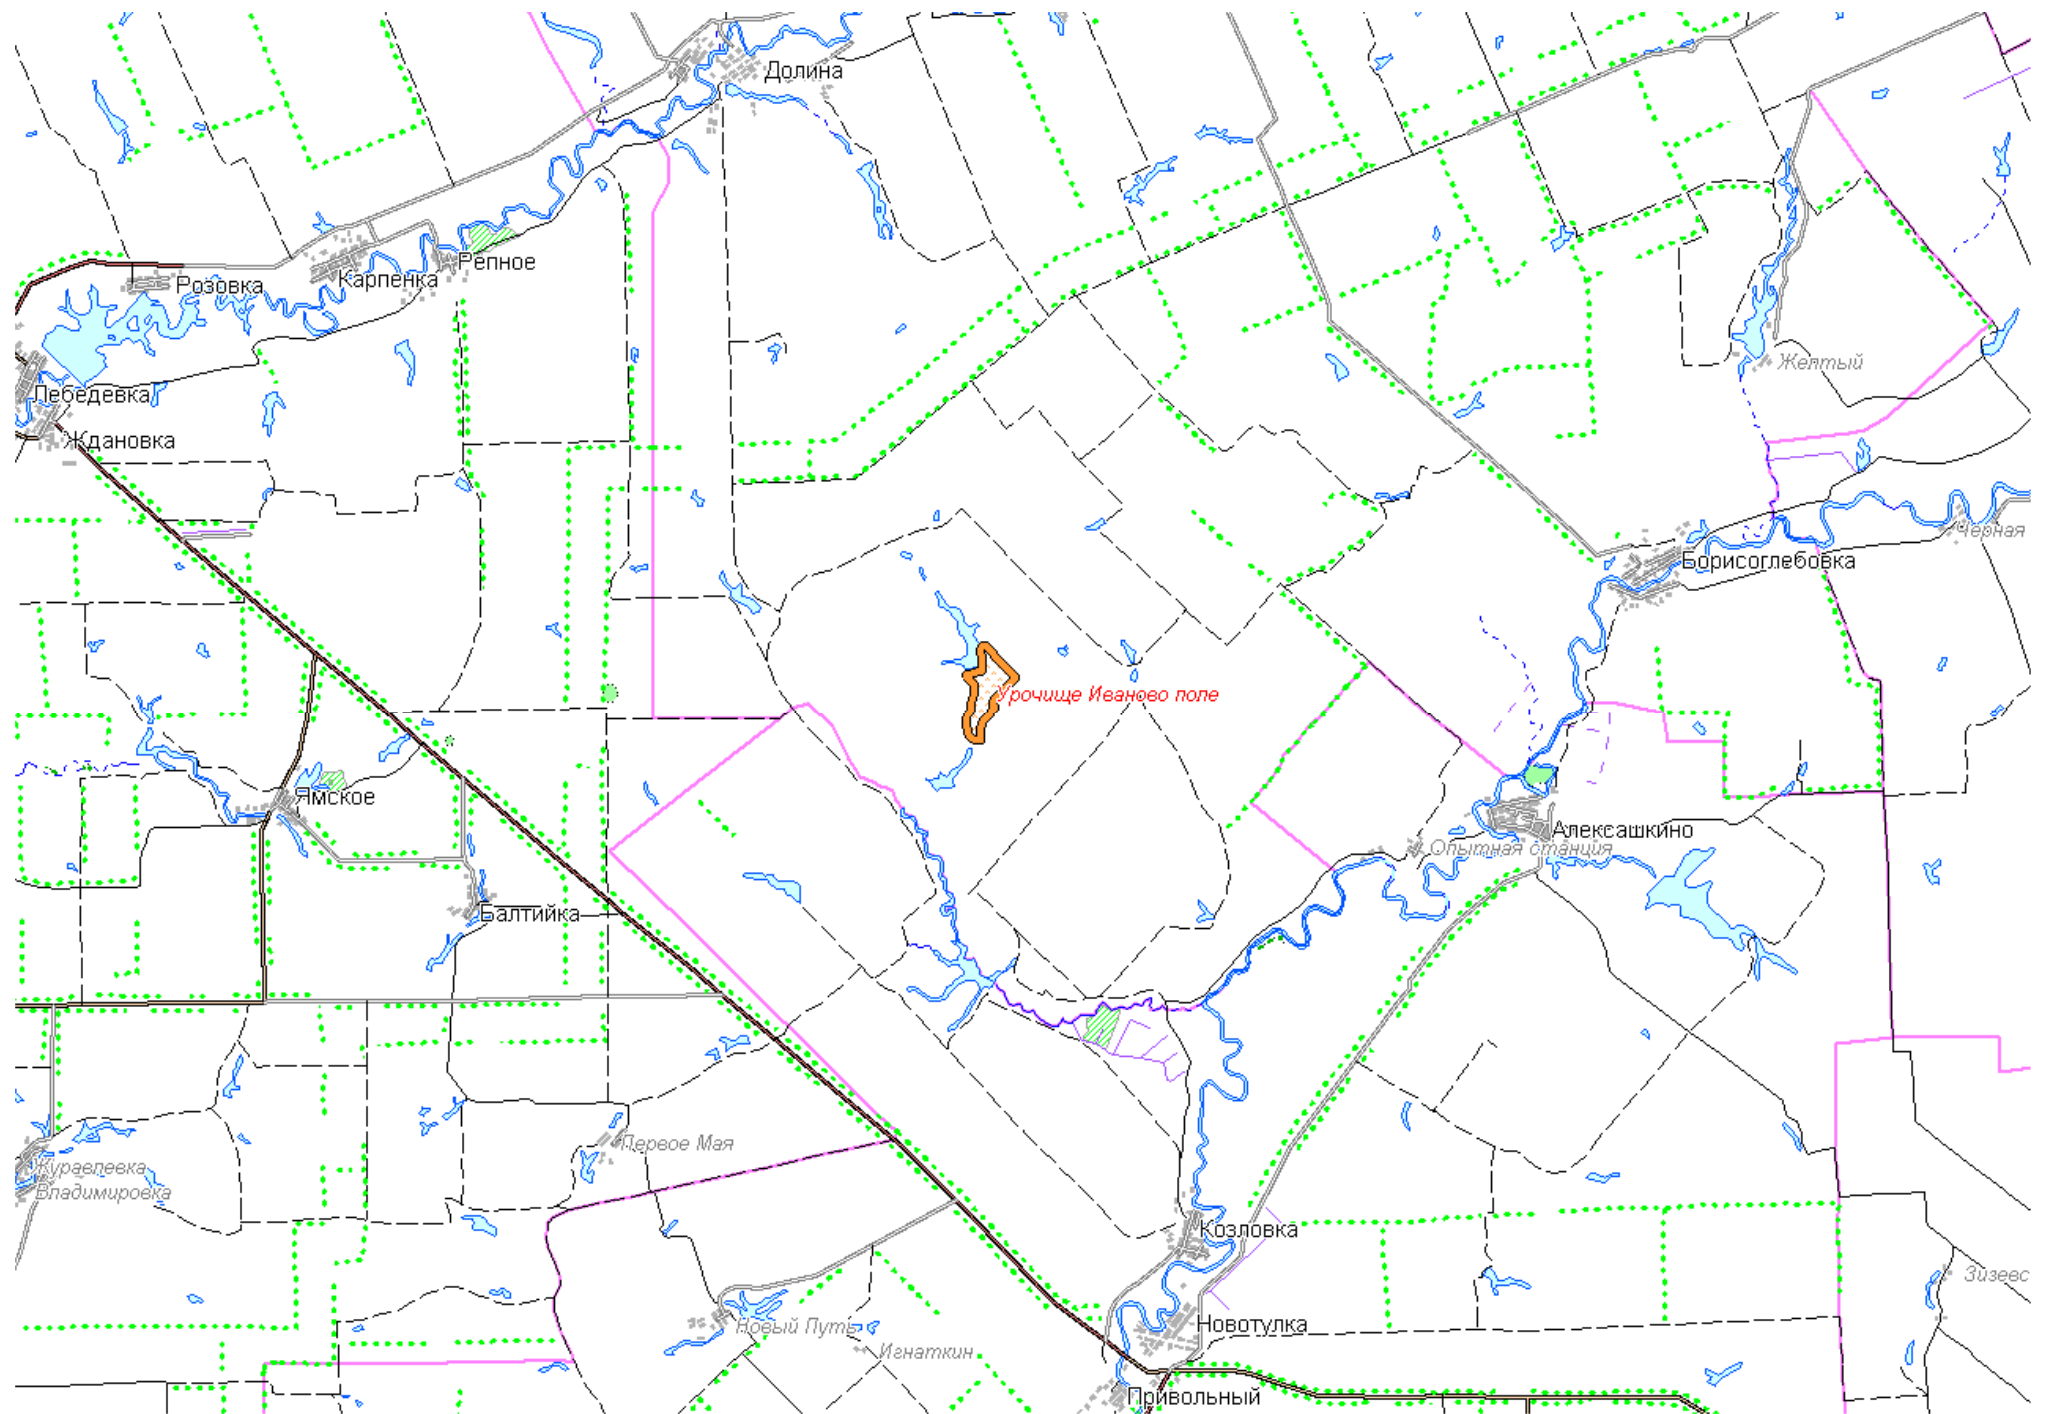 Долина
Репное
Карпенка
Розовка
Желтый
Лебедевка
Ждановка
Черная
Борисоглебовка
Урочище Иваново поле
Ямское
Алексашкино
Опытная станция
Балтийка
Первое Мая
Журавлевка
Владимировка
Козловка
Зизевс
Новый Путь
Новотулка
Игнаткин
Привольный